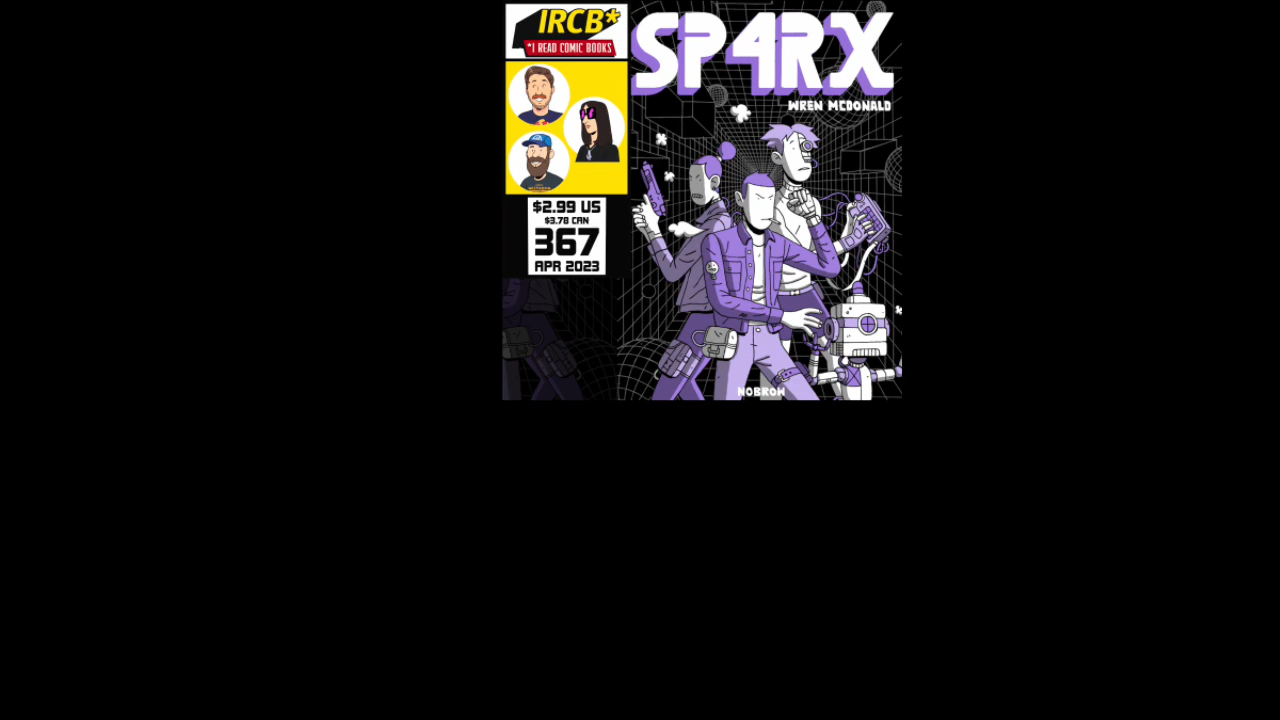 IRCB*
*I READ COMIC BOOKS
$2.99 US
$3.78 CAN
367
APR 2023
SP4RX
WREN MCDONALD
NOBROW